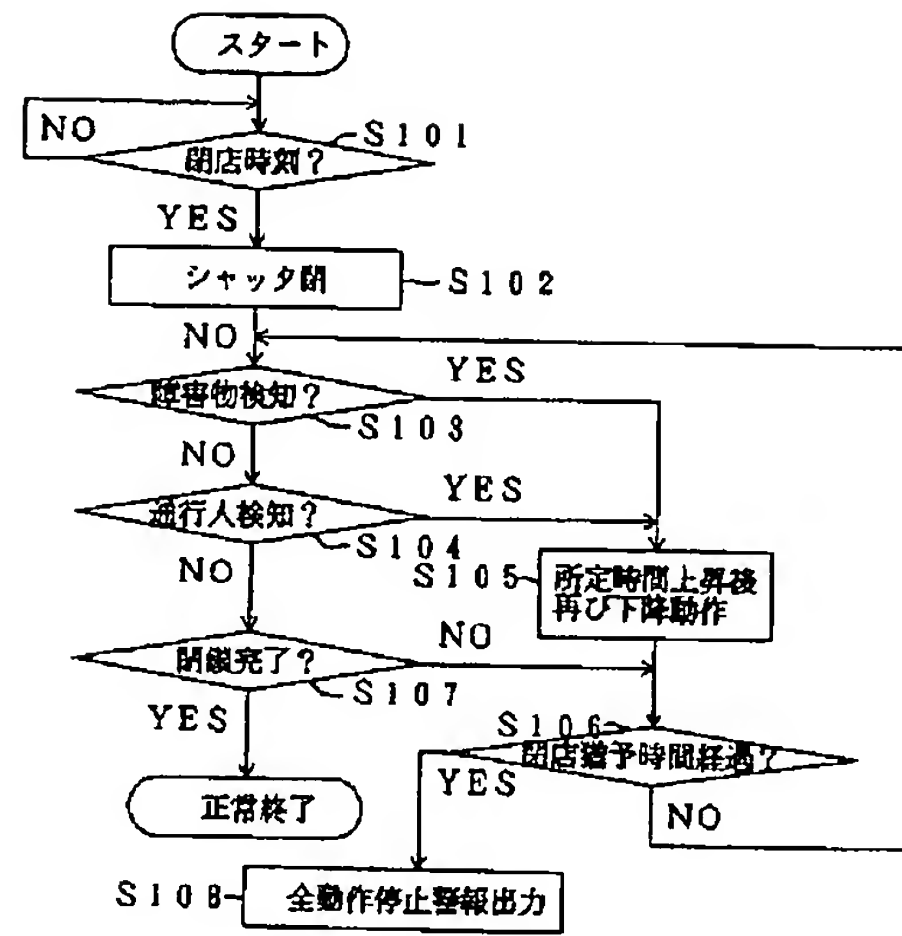 スタート
NO
S101
閉店時刻?
YES
シャッタ閉
S102
NO
YES
障害物検知?
S103
NO
YES
通行人検知?
S104
NO
S105
所定時間上昇後
再び下降動作
NO
閉鎖完了?
S107
YES
S106
閉店猶予時間経過?
YES
正常終了
NO
S108
全動作停止警報出力